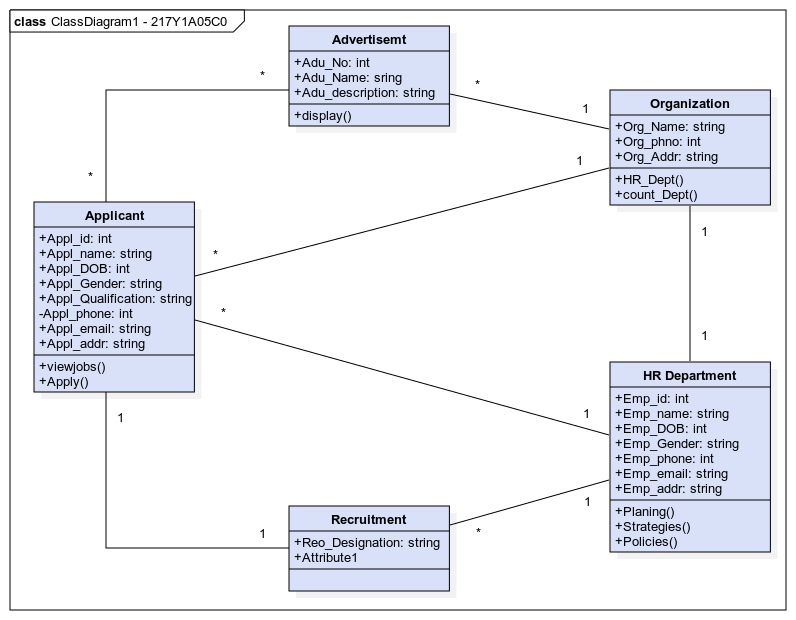 class ClassDiagram1 - 217Y1A05C0
Advertisemt
+Adu_No: int
+Adu_Name: sring
+Adu_description: string
+display()
*
*
*
1
Organization
+Org_Name: string
+Org_phno: int
+Org_Addr: string
+HR_Dept()
count_Dept()
1
*
1
1
Applicant
+Appl_id: int
+Appl_name: string
+Appl_DOB: int
+Appl_Gender: string
+Appl_Qualification: string
-Appl_phone: int
+Appl_email: string
+Appl_addr: string
+viewjobs()
+Apply()
*
1
1
1
HR Department
+Emp_id: int
+Emp_name: string
+Emp_DOB: int
+Emp_Gender: string
+Emp_phone: int
+Emp_email: string
+Emp_addr: string
+Planing()
+Strategies()
+Policies()
1
*
Recruitment
+Reo_Designation: string
+Attribute1